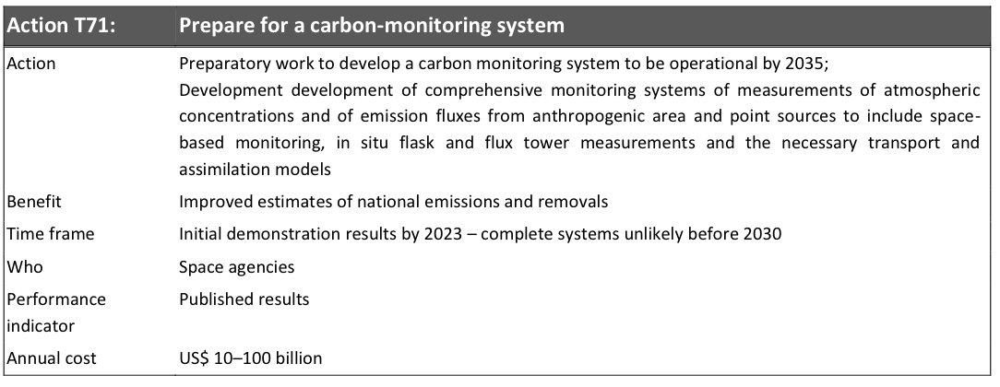 Action T71: Prepare for a carbon-monitoring system
Action Preparatory work to develop a carbon monitoring system to be operational by 2035;
Development development of comprehensive monitoring systems of measurements of atmospheric
concentrations and of emission fluxes from anthropogenic area and point sources to include space-
based monitoring, in situ flask and flux tower measurements and the necessary transport and
assimilation models
Benefit Improved estimates of national emissions and removals
Time frame Initial demonstration results by 2023 – complete systems unlikely before 2030
Who Space agencies
Performance Published results
indicator
Annual cost US$ 10–100 billion